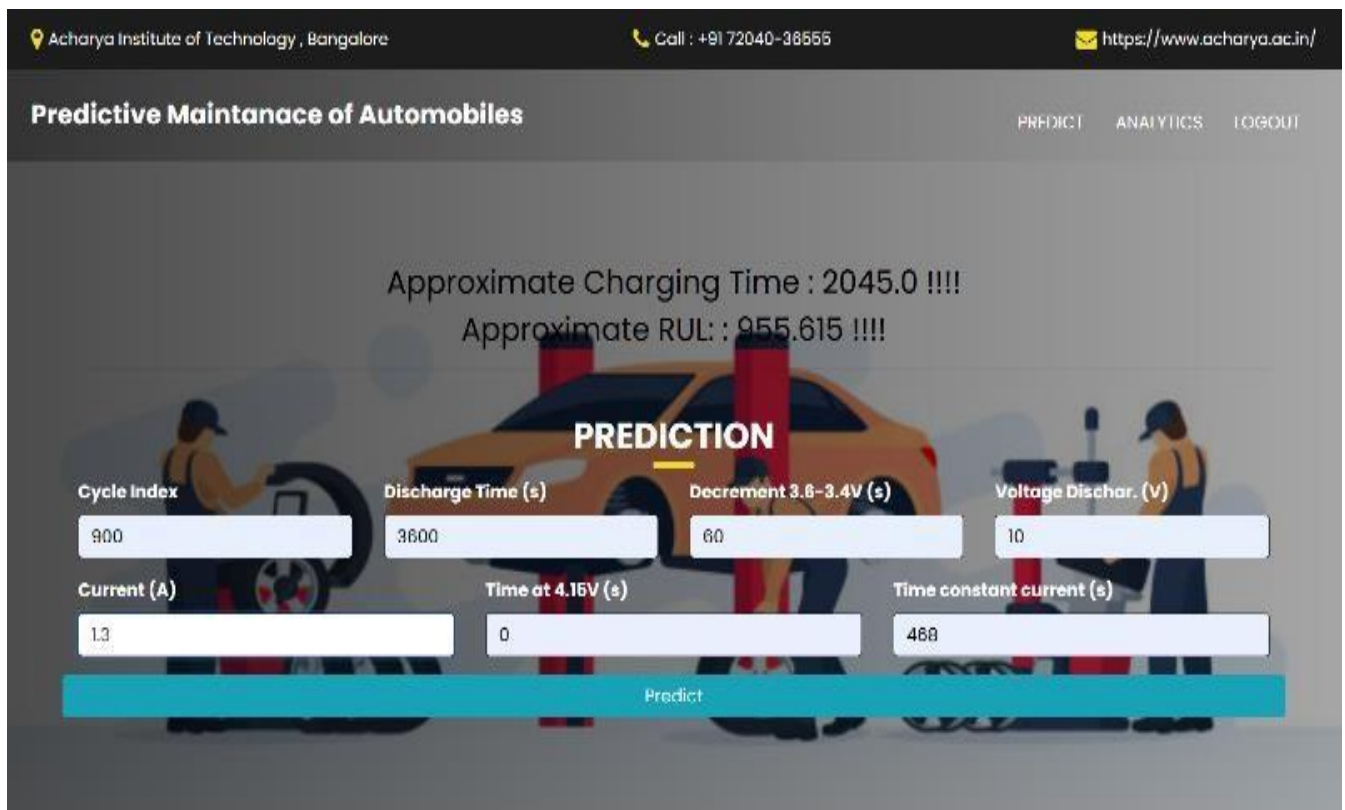 Acharya Institute of Technology , Bangalore
Call : +91 72040-36555
https://www.acharya.ac.in/
Predictive Maintanace of Automobiles
PREDICT ANALYTICS LOGOUT
Approximate Charging Time : 2045.0 !!!!
Approximate RUL: : 955.615 !!!!
PREDICTION
Cycle Index
Discharge Time (s)
Decrement 3.6-3.4V (s)
Voltage Dischar. (V)
900
3600
60
10
Current (A)
Time at 4.15V (s)
Time constant current (s)
1.3
0
468
Predict